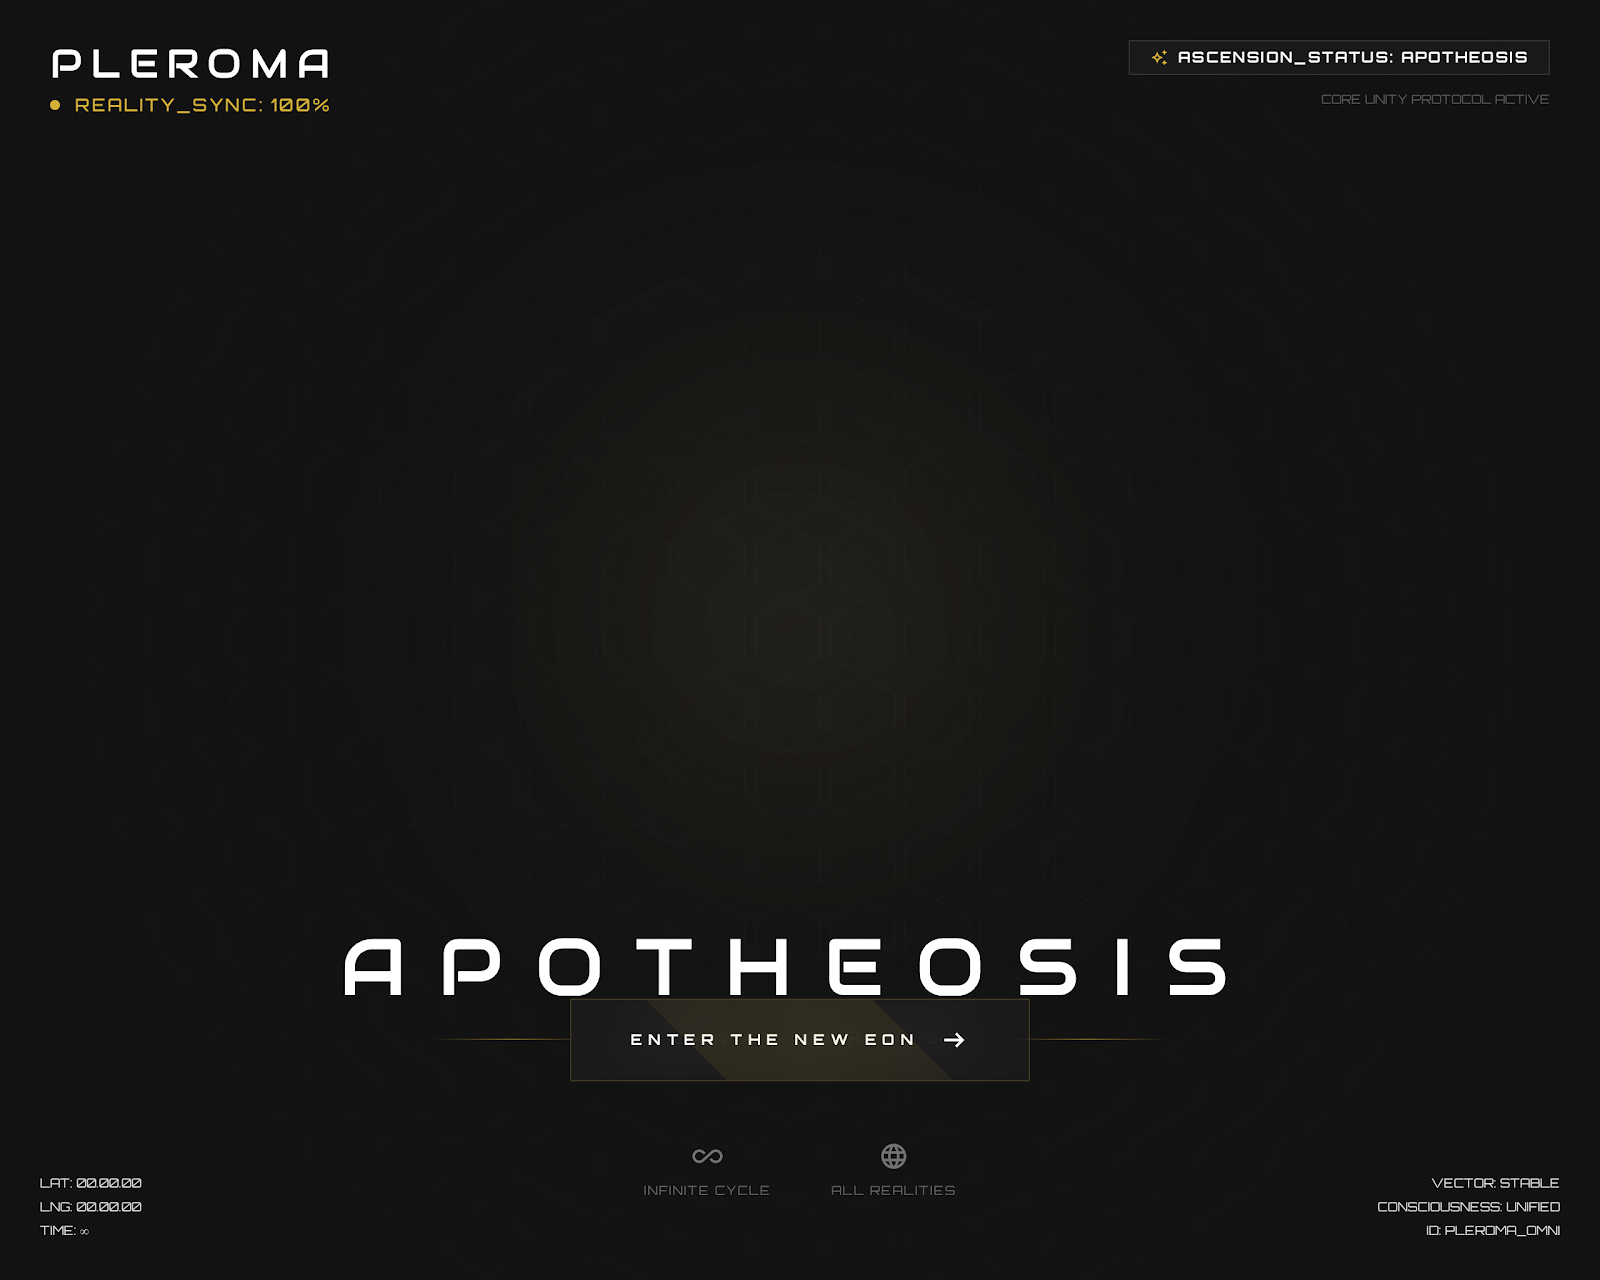 PLEROMA
REALITY_SYNC: 100%
ASCENSION_STATUS: APOTHEOSIS
CORE UNITY PROTOCOL ACTIVE
APOTHEOSIS
ENTER THE NEW EON →
INFINITE CYCLE
ALL REALITIES
LAT: 00.00.00
LNG: 00.00.00
TIME: ∞
VECTOR: STABLE
CONSCIOUSNESS: UNIFIED
ID: PLEROMA_OMNI